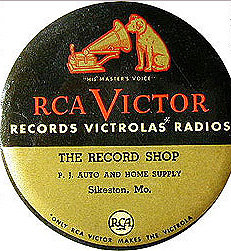 "HIS MASTER'S VOICE"
RCA VICTOR
RECORDS VICTROLAS* RADIOS
THE RECORD SHOP
P. J. AUTO AND HOME SUPPLY
Sikeston, Mo.
RCA
*ONLY RCA VICTOR MAKES THE VICTROLA